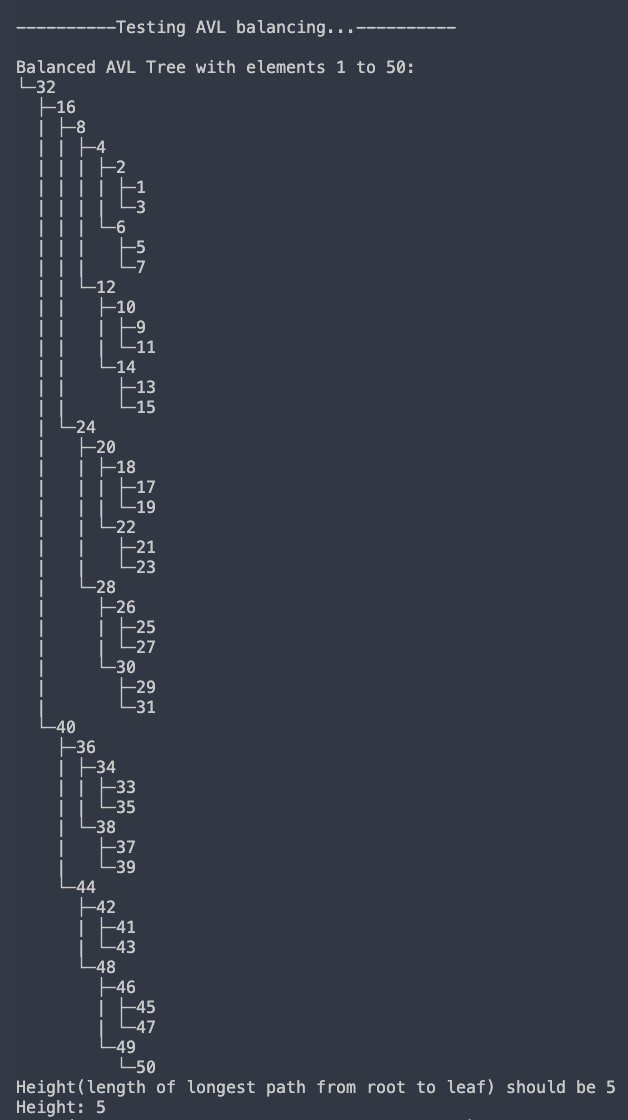 ----------Testing AVL balancing...----------
Balanced AVL Tree with elements 1 to 50:
└─32
  ├─16
  │ ├─8
  │ │ ├─4
  │ │ │ ├─2
  │ │ │ │ ├─1
  │ │ │ │ └─3
  │ │ │ └─6
  │ │ │   ├─5
  │ │ │   └─7
  │ │ └─12
  │ │   ├─10
  │ │   │ ├─9
  │ │   │ └─11
  │ │   └─14
  │ │     ├─13
  │ │     └─15
  │ └─24
  │   ├─20
  │   │ ├─18
  │   │ │ ├─17
  │   │ │ └─19
  │   │ └─22
  │   │   ├─21
  │   │   └─23
  │   └─28
  │     ├─26
  │     │ ├─25
  │     │ └─27
  │     └─30
  │       ├─29
  │       └─31
  └─40
    ├─36
    │ ├─34
    │ │ ├─33
    │ │ └─35
    │ └─38
    │   ├─37
    │   └─39
    └─44
      ├─42
      │ ├─41
      │ └─43
      └─48
        ├─46
        │ ├─45
        │ └─47
        └─49
          └─50
Height(length of longest path from root to leaf) should be 5
Height: 5